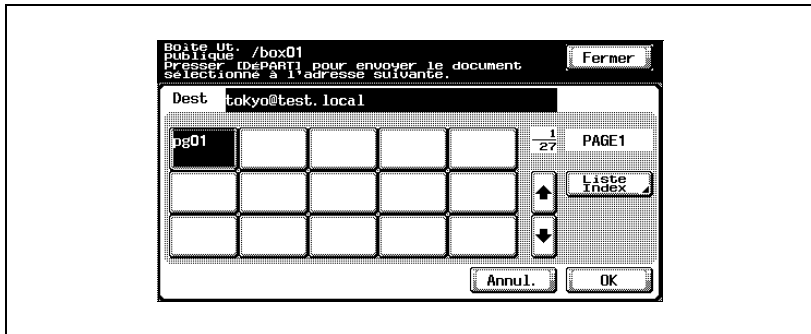 Boîte Ut.
publique /box01
Presser [DéPART] pour envoyer le document
sélectionné à l'adresse suivante.
Fermer
Dest tokyo@test.local
pg01
1
27
PAGE1
Liste
Index
Annul.
OK